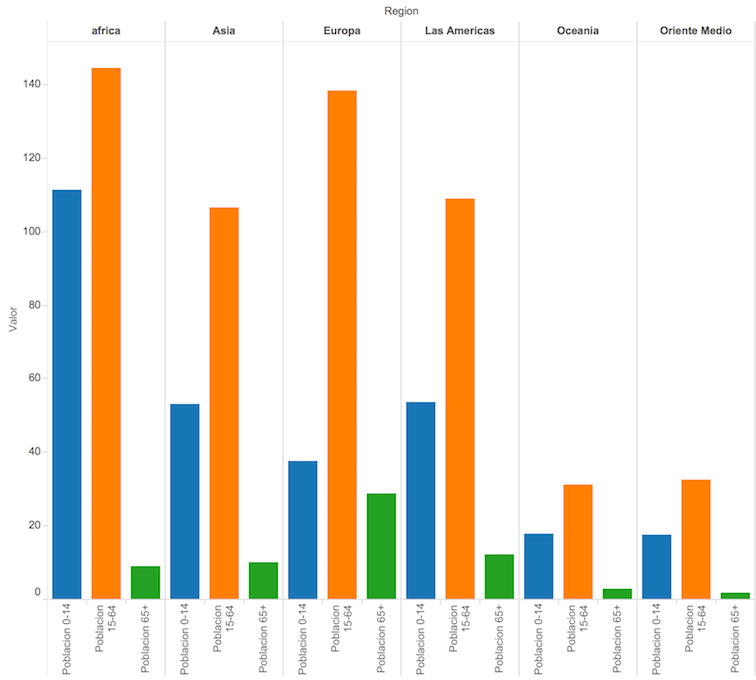 Region
africa
Asia
Europa
Las Americas
Oceania
Oriente Medio
Valor
140
120
100
80
60
40
20
0
Poblacion 0-14
Poblacion
15-64
Poblacion 65+
Poblacion 0-14
Poblacion
15-64
Poblacion 65+
Poblacion 0-14
Poblacion
15-64
Poblacion 65+
Poblacion 0-14
Poblacion
15-64
Poblacion 65+
Poblacion 0-14
Poblacion
15-64
Poblacion 65+
Poblacion 0-14
Poblacion
15-64
Poblacion 65+